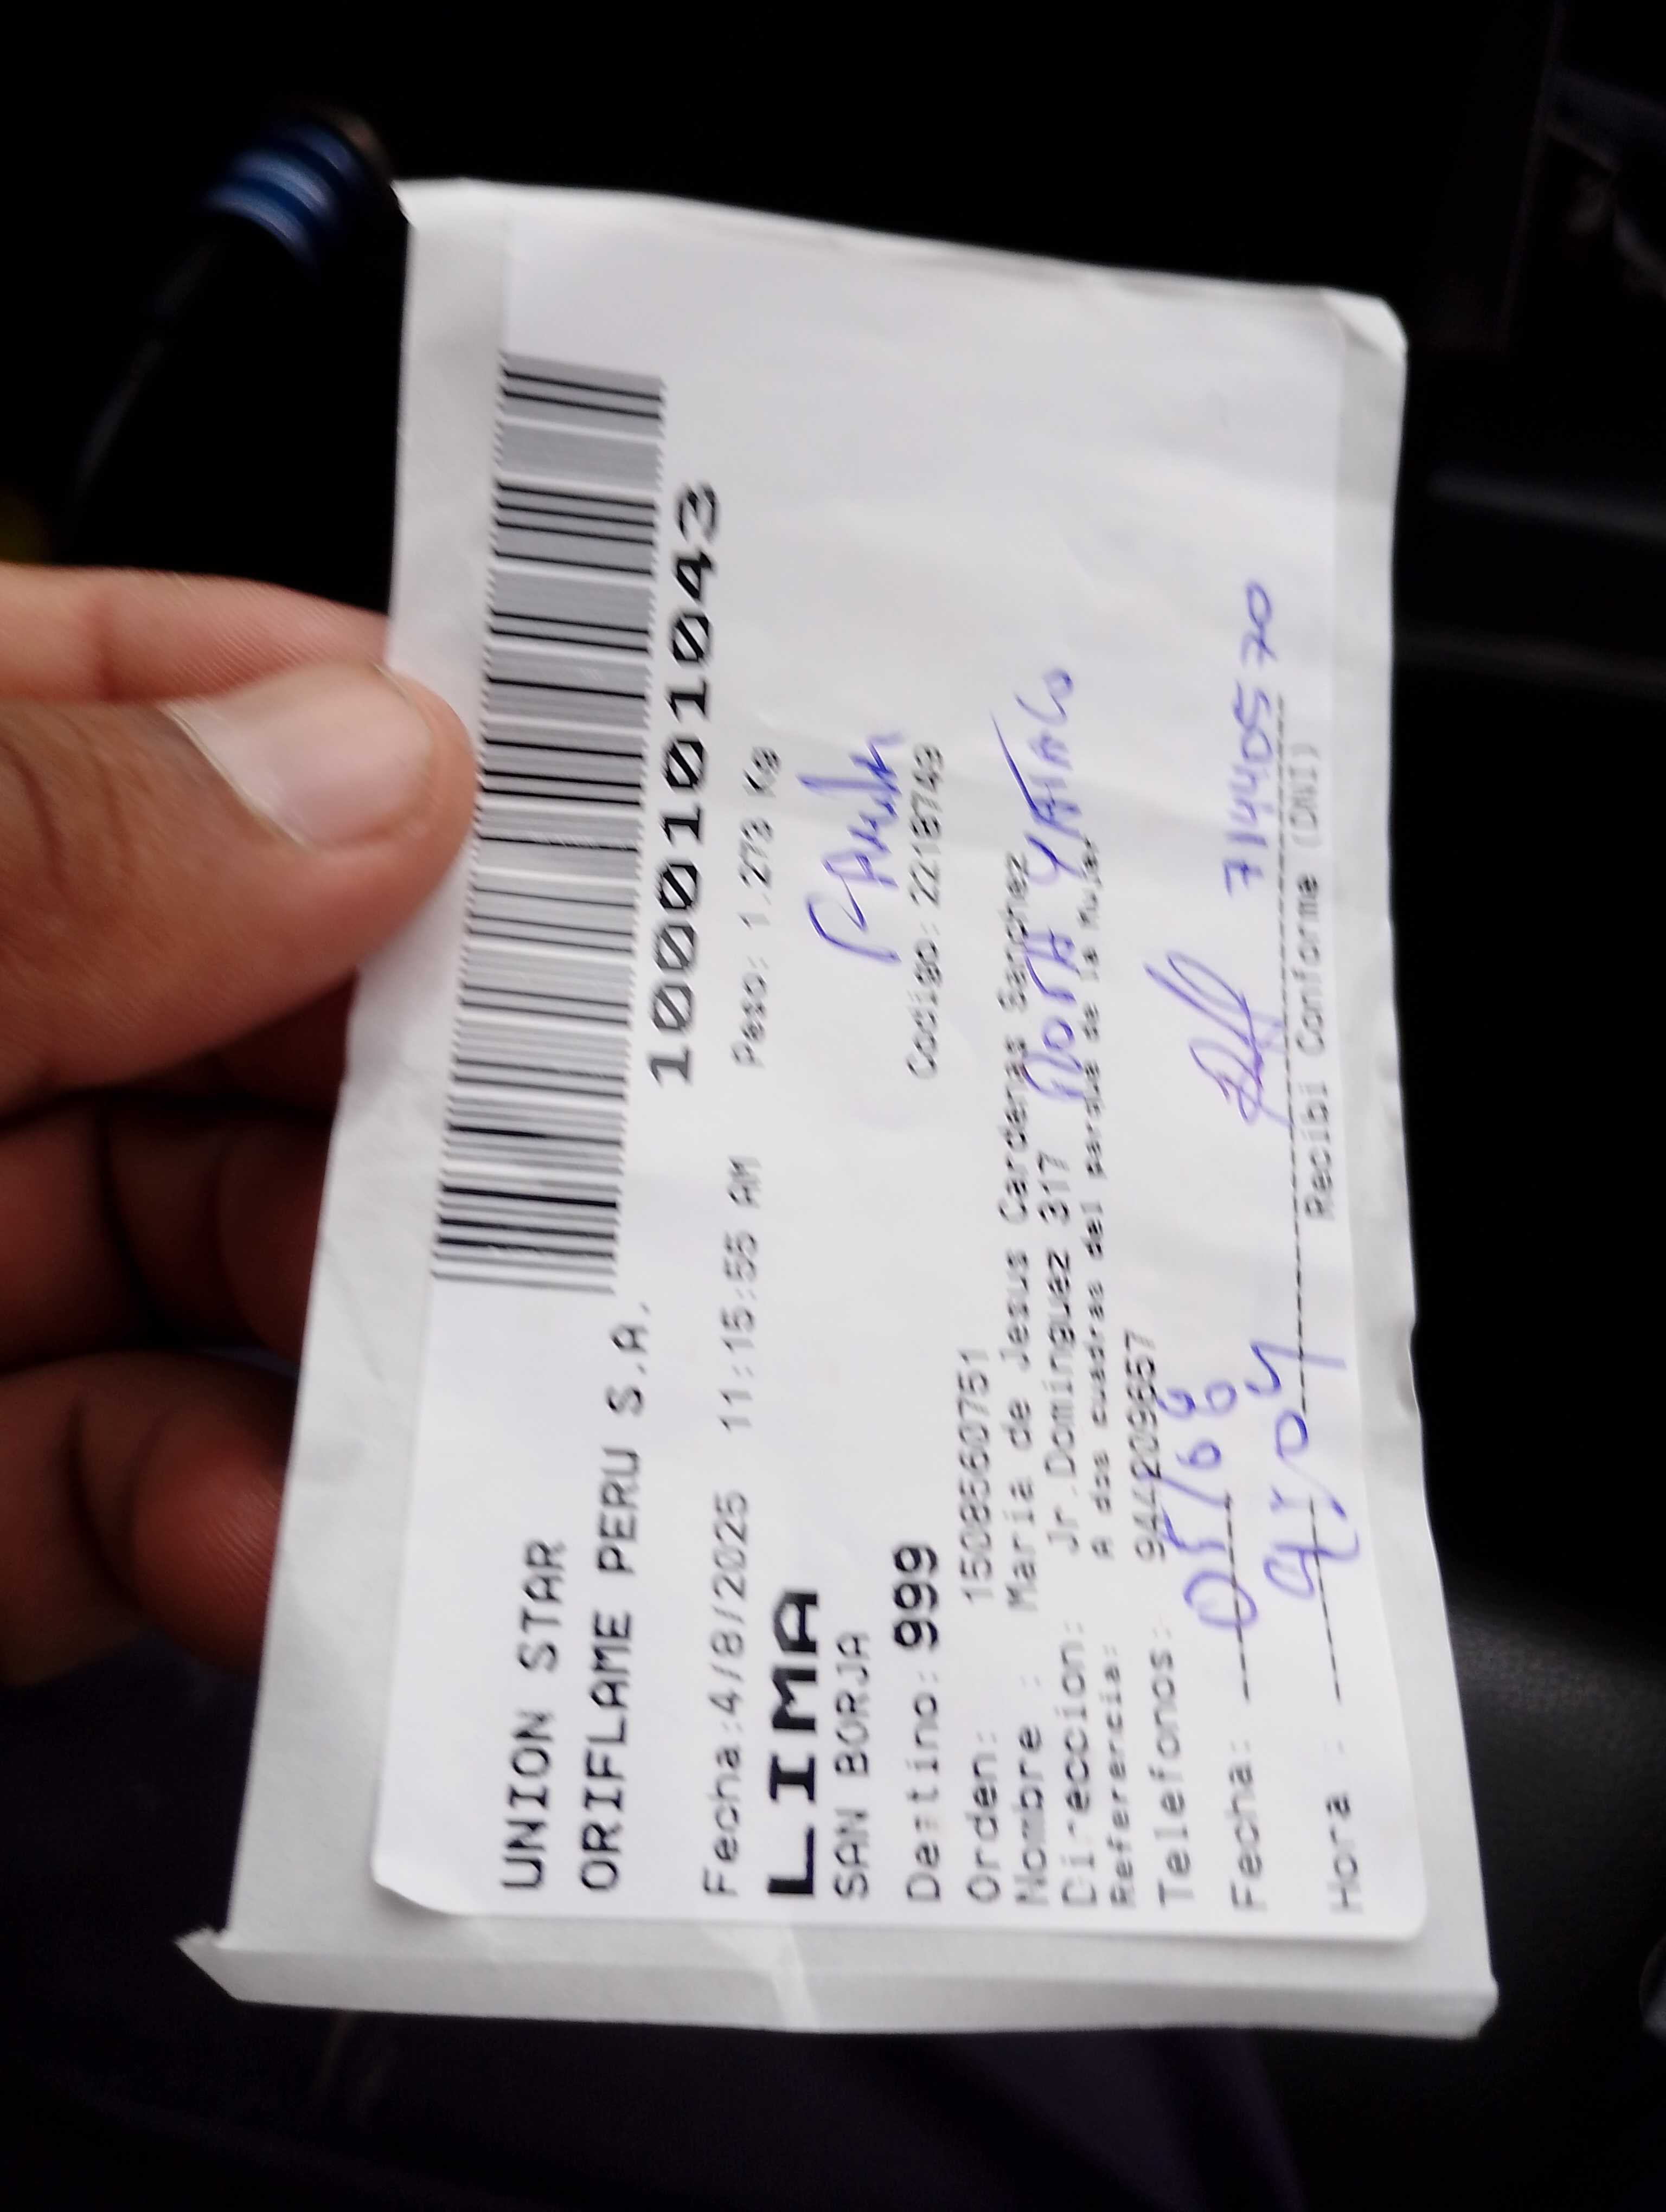 UNION STAR
ORIFLAME PERU S.A.
1000101043
Fecha:4/8/2025 11:15:55 AM Peso: 1.273 Kg
LIMA
SAN BORJA
Destino: 999 Codigo: 2218749
Orden: 1508560751
Nombre : Maria de Jesus Cardenas Sanchez
Direccion: Jr.Dominguez 317
Referencia: A dos cuadras del parque de la Mujer
Telefonos: 944209657
71440570
Fecha:
Hora :
Recibi Conforme (DNI)